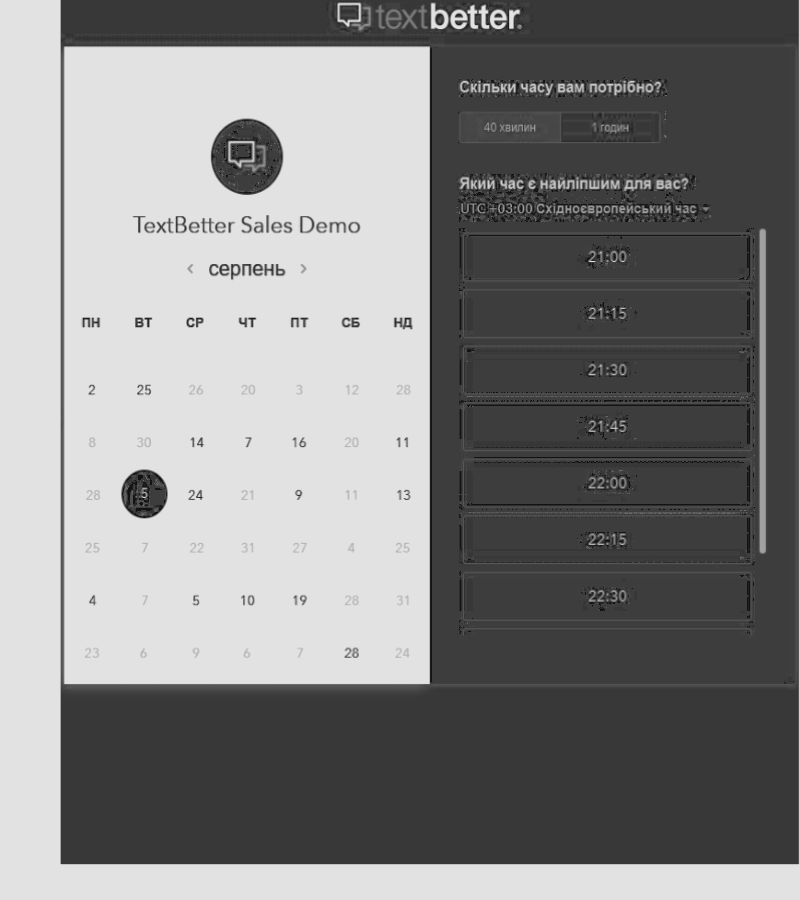 textbetter.
TextBetter Sales Demo
серпень
ПН ВТ СР ЧТ ПТ СБ НД
2 25 26 20 3 12 28
8 30 14 7 16 20 11
28 5 24 21 9 11 13
25 7 22 31 27 4 25
4 7 5 10 19 28 31
23 6 9 6 7 28 24
Скільки часу вам потрібно?
40 хвилин 1 годин
Який час є найліпшим для вас?
UTC +03:00 Східноєвропейський час
21:00
21:15
21:30
21:45
22:00
22:15
22:30